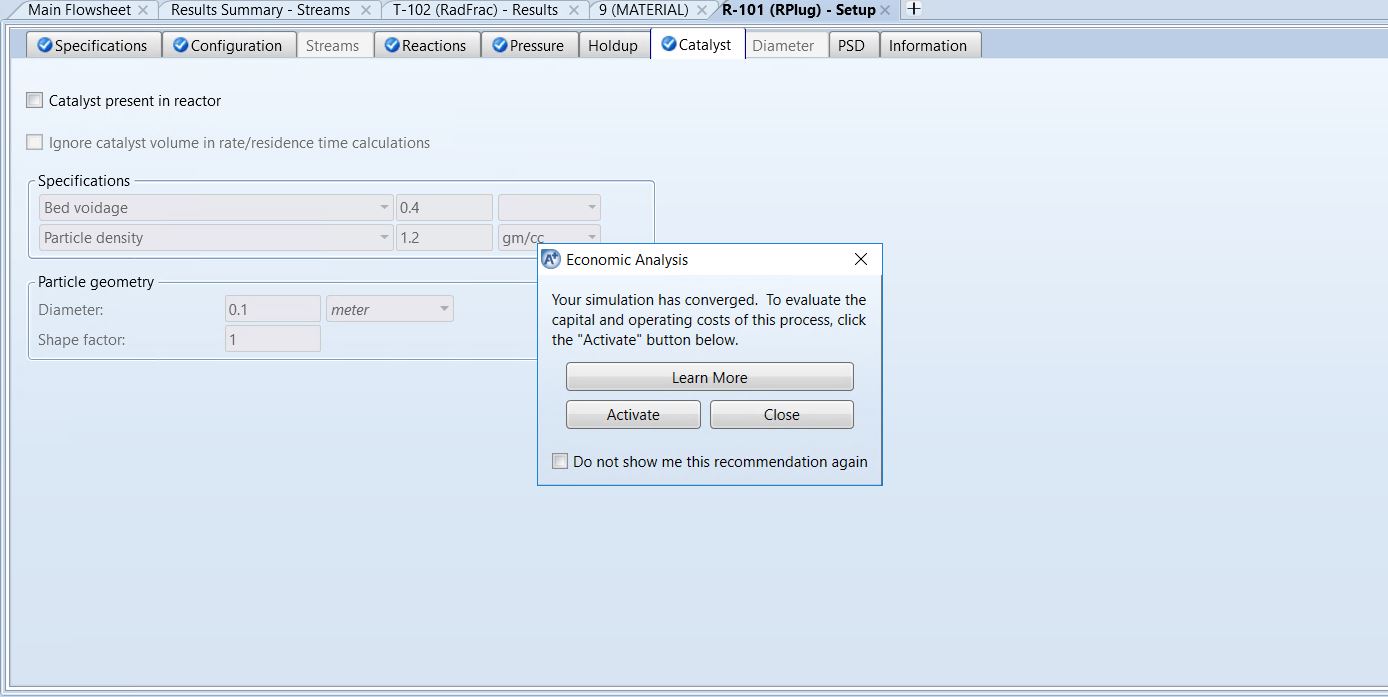 Main Flowsheet
Results Summary - Streams
T-102 (RadFrac) - Results
9 (MATERIAL)
R-101 (RPlug) - Setup
Specifications
Configuration
Streams
Reactions
Pressure
Holdup
Catalyst
Diameter
PSD
Information
Catalyst present in reactor
Ignore catalyst volume in rate/residence time calculations
Specifications
Bed voidage 0.4
Particle density 1.2 gm/cc
Particle geometry
Diameter: 0.1 meter
Shape factor: 1
Economic Analysis
Your simulation has converged. To evaluate the
capital and operating costs of this process, click
the "Activate" button below.
Learn More
Activate Close
Do not show me this recommendation again